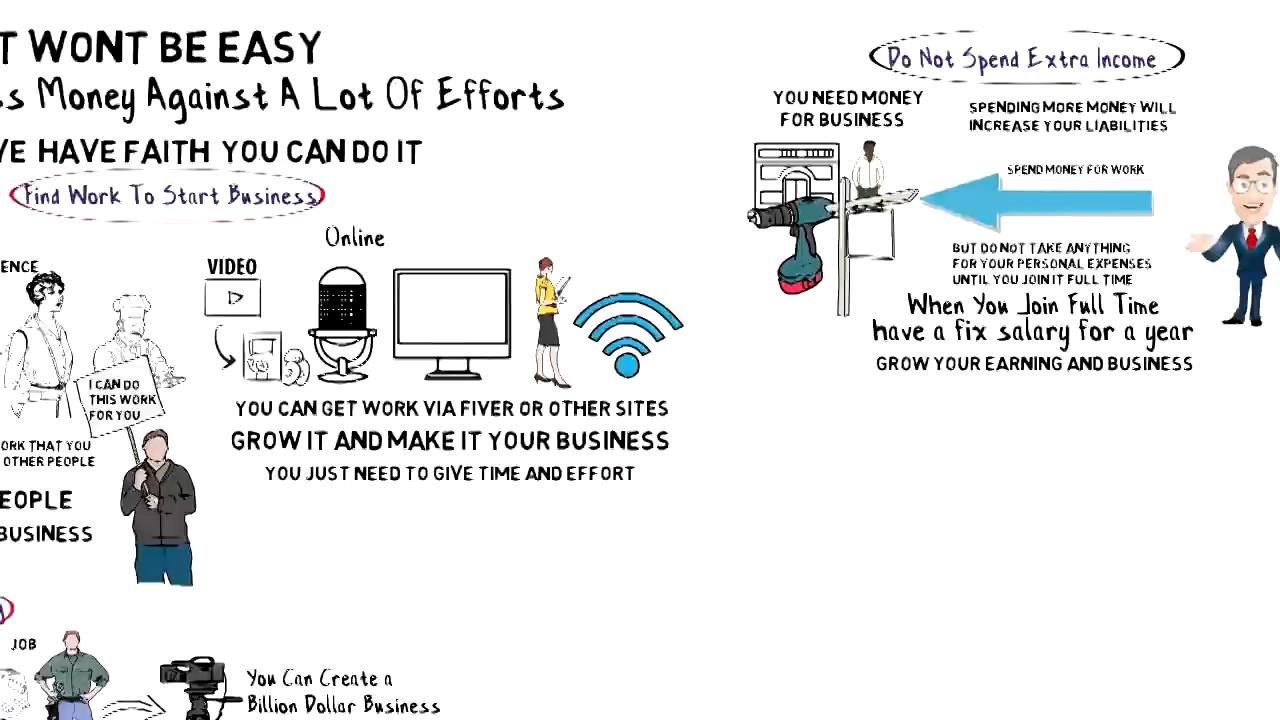 T WONT BE EASY
ss Money Against A Lot Of Efforts
VE HAVE FAITH YOU CAN DO IT
Find Work To Start Business
Online
ENCE
VIDEO
I CAN DO
THIS WORK
FOR YOU
ORK THAT YOU
OTHER PEOPLE
EOPLE
BUSINESS
YOU CAN GET WORK VIA FIVER OR OTHER SITES
GROW IT AND MAKE IT YOUR BUSINESS
YOU JUST NEED TO GIVE TIME AND EFFORT
JOB
You Can Create a
Billion Dollar Business
Do Not Spend Extra Income
YOU NEED MONEY
FOR BUSINESS
SPENDING MORE MONEY WILL
INCREASE YOUR LIABILITIES
SPEND MONEY FOR WORK
BUT DO NOT TAKE ANYTHING
FOR YOUR PERSONAL EXPENSES
UNTIL YOU JOIN IT FULL TIME
When You Join Full Time
have a fix salary for a year
GROW YOUR EARNING AND BUSINESS